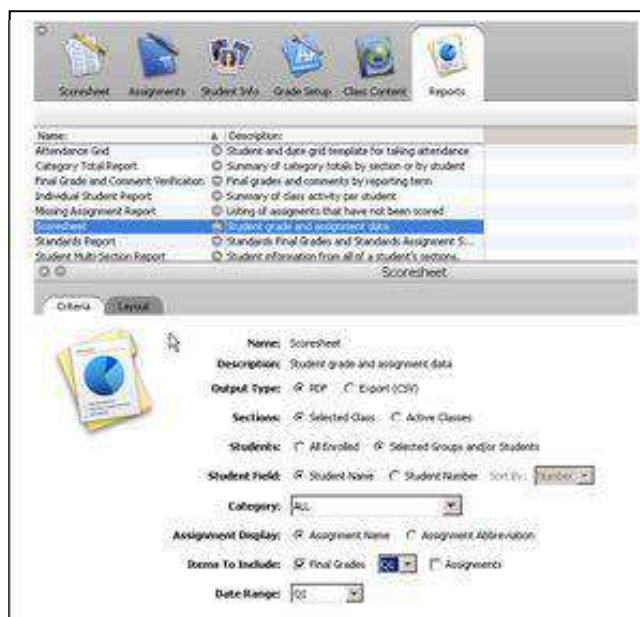 Scoresheet Assignments Student Info Grade Setup Class Content Reports
Name: Description:
Attendance Grid Student and date grid template for taking attendance
Category Total Report Summary of category totals by section or by student
Final Grade and Comment Verification Final grades and comments by reporting term
Individual Student Report Summary of class activity per student
Missing Assignment Report Listing of assigments that have not been scored
Scoresheet Student grade and assignment data
Standards Report Standards Final Grades and Standards Assignment S...
Student Multi-Section Report Student information from all of a student's sections.
Scoresheet
Criteria Layout
Name: Scoresheet
Description: Student grade and assignment data
Output Type: PDF Export (CSV)
Sections: Selected Class Active Classes
Students: All Enrolled Selected Groups and/or Students
Student Field: Student Name Student Number Sort By: Number
Category: ALL
Assignment Display: Assignment Name Assignment Abbreviation
Items To Include: Final Grades Q1 Assignments
Date Range: Q1